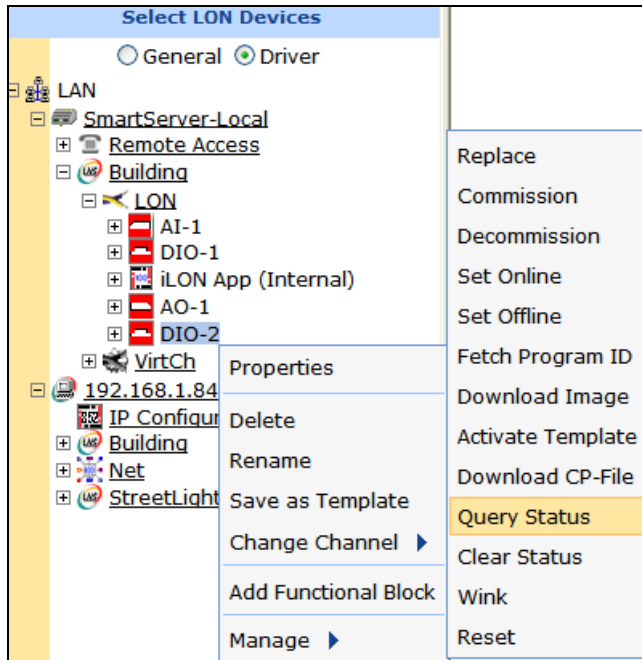 Select LON Devices
General Driver
LAN
SmartServer-Local
Remote Access
Building
LON
AI-1
DIO-1
iLON App (Internal)
AO-1
DIO-2
VirtCh
192.168.1.84
IP Configur
Building
Net
StreetLight
Properties
Delete
Rename
Save as Template
Change Channel
Add Functional Block
Manage
Replace
Commission
Decommission
Set Online
Set Offline
Fetch Program ID
Download Image
Activate Template
Download CP-File
Query Status
Clear Status
Wink
Reset